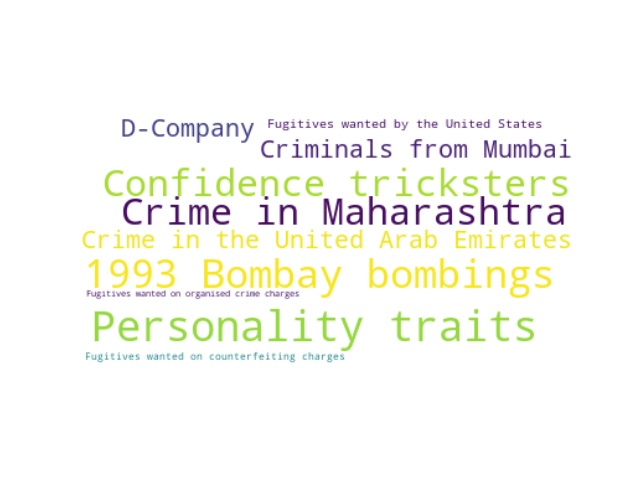 D-Company
Fugitives wanted by the United States
Criminals from Mumbai
Confidence tricksters
Crime in Maharashtra
Crime in the United Arab Emirates
1993 Bombay bombings
Fugitives wanted on organised crime charges
Personality traits
Fugitives wanted on counterfeiting charges